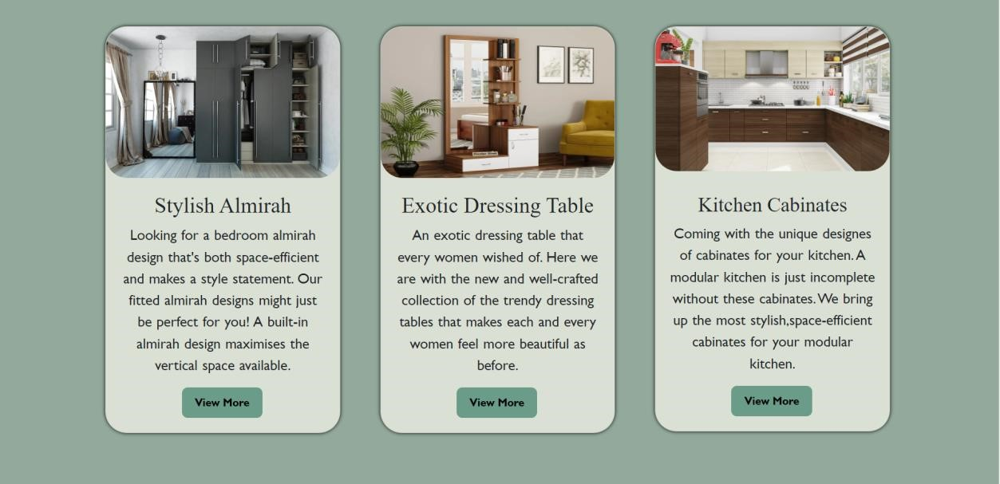 Stylish Almirah
Looking for a bedroom almirah
design that's both space-efficient
and makes a style statement. Our
fitted almirah designs might just
be perfect for you! A built-in
almirah design maximises the
vertical space available.
View More
Exotic Dressing Table
An exotic dressing table that
every women wished of. Here we
are with the new and well-crafted
collection of the trendy dressing
tables that makes each and every
women feel more beautiful as
before.
View More
Kitchen Cabinates
Coming with the unique designes
of cabinates for your kitchen. A
modular kitchen is just incomplete
without these cabinates. We bring
up the most stylish,space-efficient
cabinates for your modular
kitchen.
View More